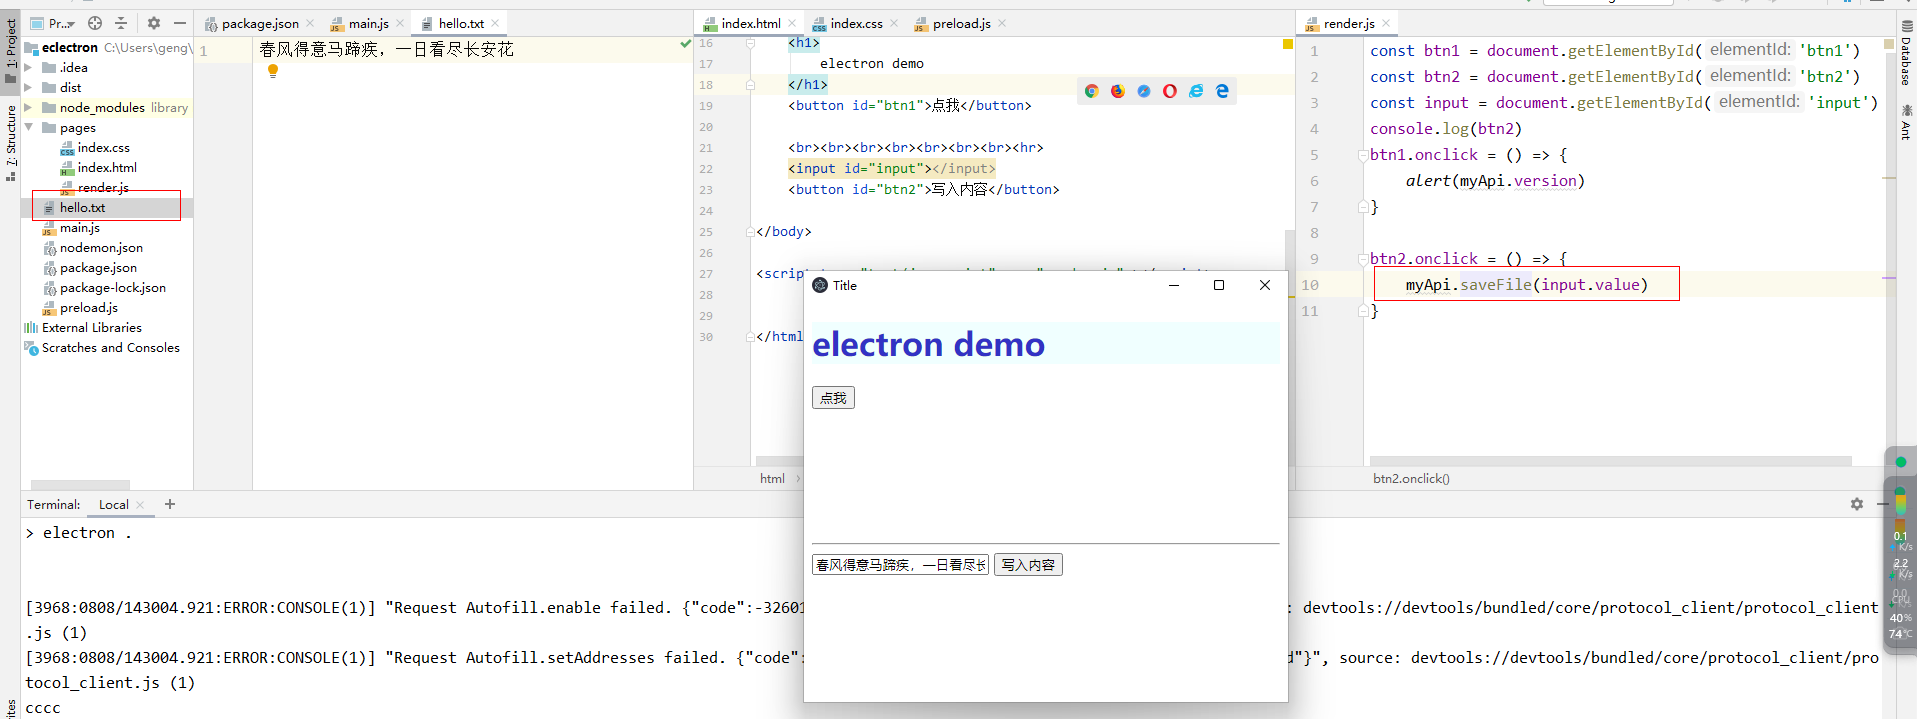 Pr...
package.json
main.js
hello.txt
index.html
index.css
preload.js
render.js
1: Project
7: Structure
eclectron C:\Users\geng\
.idea
dist
node_modules library
pages
index.css
index.html
render.js
hello.txt
main.js
nodemon.json
package.json
package-lock.json
preload.js
External Libraries
Scratches and Consoles
1 春风得意马蹄疾，一日看尽长安花
16 <h1>
17 electron demo
18 </h1>
19 <button id="btn1">点我</button>
20
21 <br><br><br><br><br><br><br><hr>
22 <input id="input"></input>
23 <button id="btn2">写入内容</button>
24
25 </body>
26
27 <script
28
29
30 </html
html
1 const btn1 = document.getElementById( elementId: 'btn1')
2 const btn2 = document.getElementById( elementId: 'btn2')
3 const input = document.getElementById( elementId: 'input')
4 console.log(btn2)
5 btn1.onclick = () => {
6 alert(myApi.version)
7 }
8
9 btn2.onclick = () => {
10 myApi.saveFile(input.value)
11 }
btn2.onclick()
Database
Ant
Title
electron demo
点我
春风得意马蹄疾，一日看尽长
写入内容
Terminal: Local
> electron .
[3968:0808/143004.921:ERROR:CONSOLE(1)] "Request Autofill.enable failed. {"code":-32601
: devtools://devtools/bundled/core/protocol_client/protocol_client
.js (1)
[3968:0808/143004.921:ERROR:CONSOLE(1)] "Request Autofill.setAddresses failed. {"code":
d"}", source: devtools://devtools/bundled/core/protocol_client/pro
tocol_client.js (1)
cccc
0.1
K/s
2.2
K/s
0.0
CPU
40%
74°C